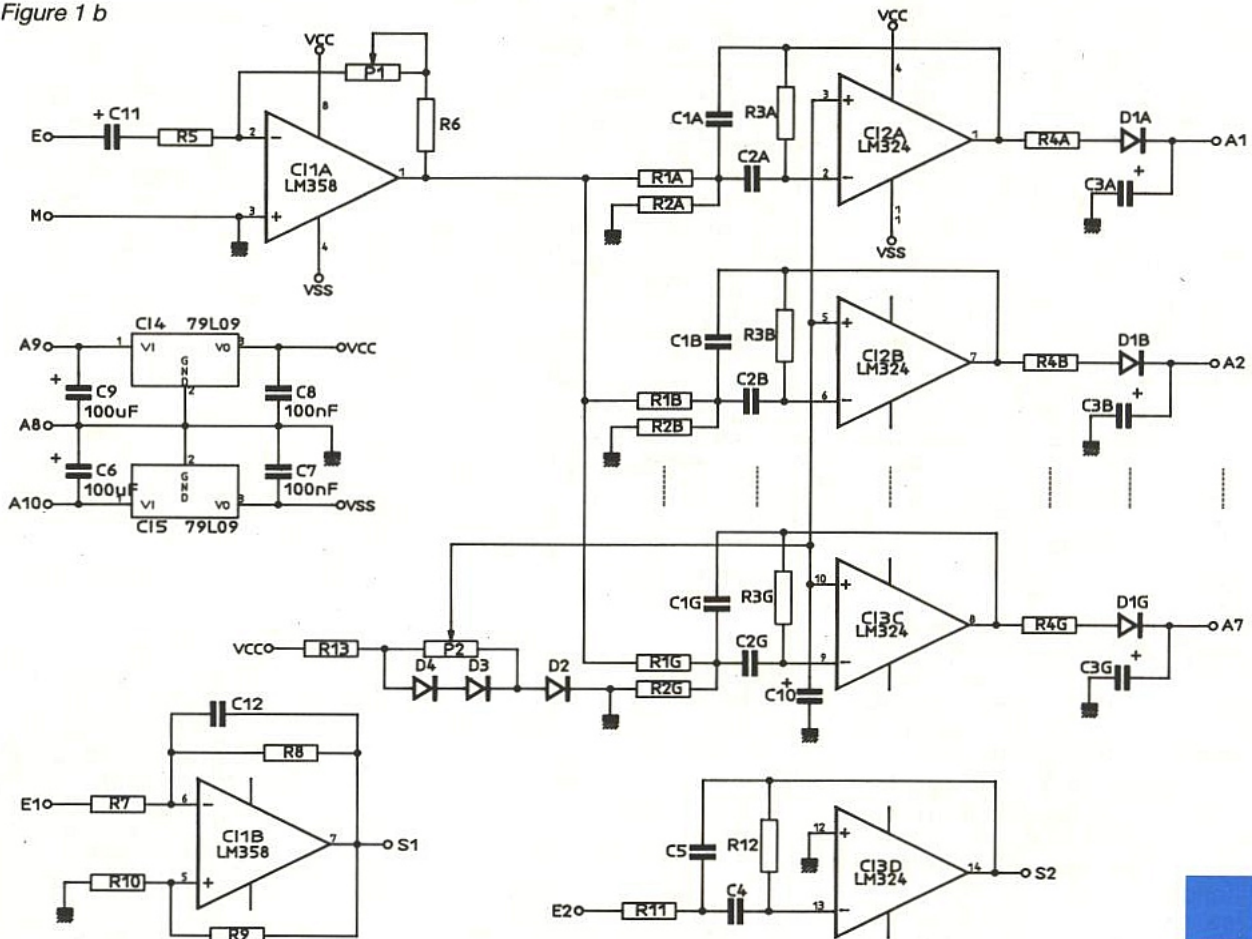 Figure 1 b
VCC
VCC
P1
4
8
E
+ C11
R5
2
−
R6
C1A
R3A
3
+
CI2A
LM324
1
R4A
D1A
A1
CI1A
LM358
1
R1A
C2A
2
−
C3A
+
R2A
11
M
3
+
4
VSS
VSS
CI4 79L09
A9
1
VI
VO
3
VCC
C1B
R3B
5
+
CI2B
LM324
7
R4B
D1B
A2
+
C9
100uF
GND
2
C8
100nF
R1B
C2B
6
−
C3B
+
A8
R2B
+
C6
100µF
2
GND
C7
100nF
A10
1
VI
VO
3
VSS
CI5 79L09
C1G
R3G
10
+
CI3C
LM324
8
R4G
D1G
A7
VCC
R13
P2
R1G
C2G
9
−
C3G
+
D4
D3
D2
R2G
+
C10
C12
R8
E1
R7
6
−
CI1B
LM358
7
S1
C5
R12
12
+
CI3D
LM324
14
S2
R10
5
+
E2
R11
C4
13
−
R9